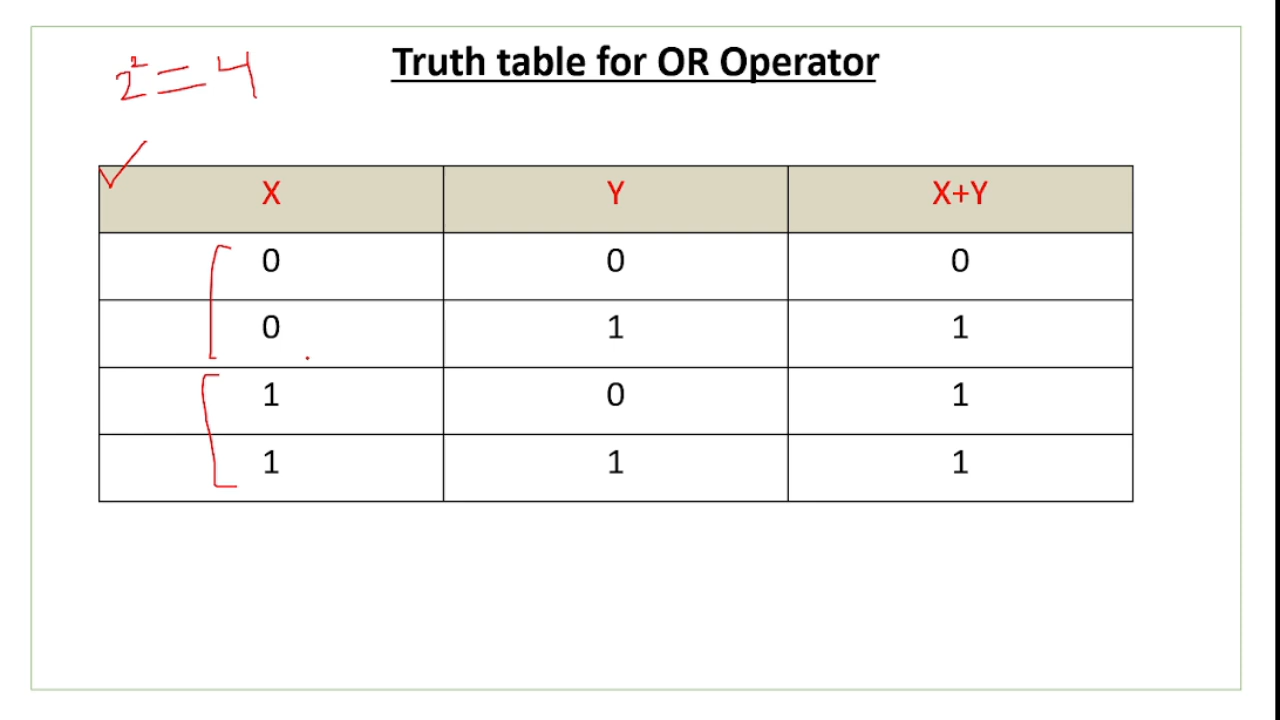 2²=4
Truth table for OR Operator
X Y X+Y
0 0 0
0 1 1
1 0 1
1 1 1